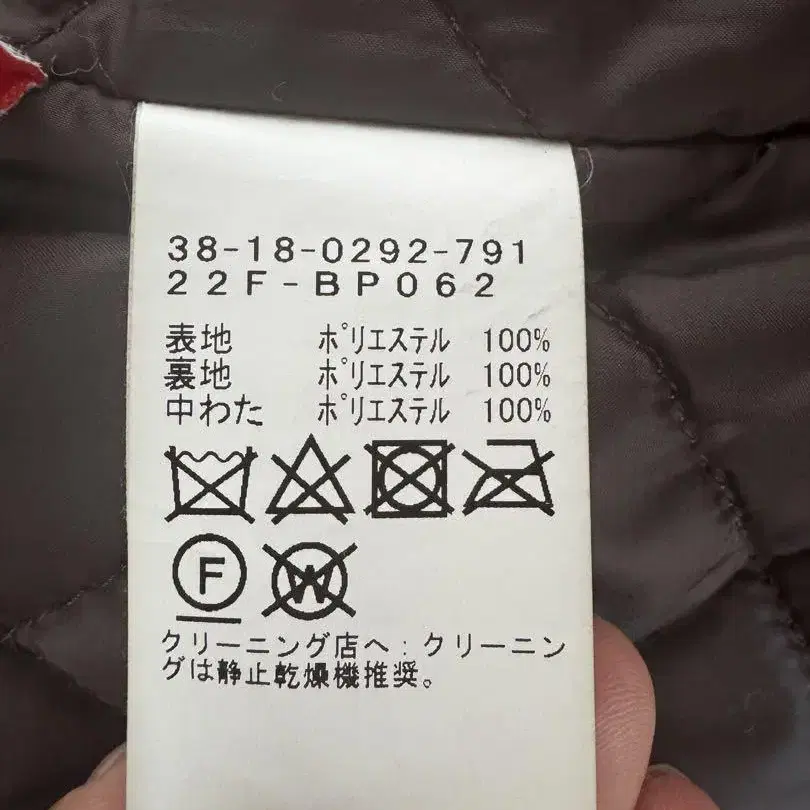 38-18-0292-791
22F-BP062
表地 ポリエステル 100%
裏地 ポリエステル 100%
中わた ポリエステル 100%
F W
クリーニング店へ:クリーニン
グは静止乾燥機推奨。